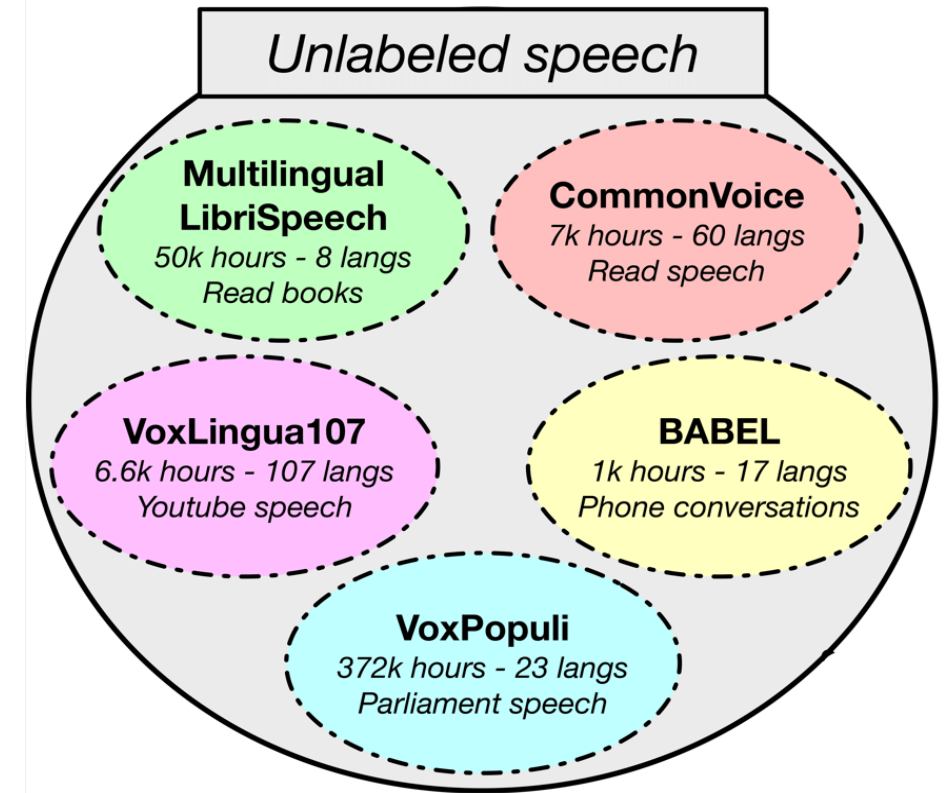 Unlabeled speech
Multilingual
LibriSpeech
50k hours - 8 langs
Read books
CommonVoice
7k hours - 60 langs
Read speech
VoxLingua107
6.6k hours - 107 langs
Youtube speech
BABEL
1k hours - 17 langs
Phone conversations
VoxPopuli
372k hours - 23 langs
Parliament speech